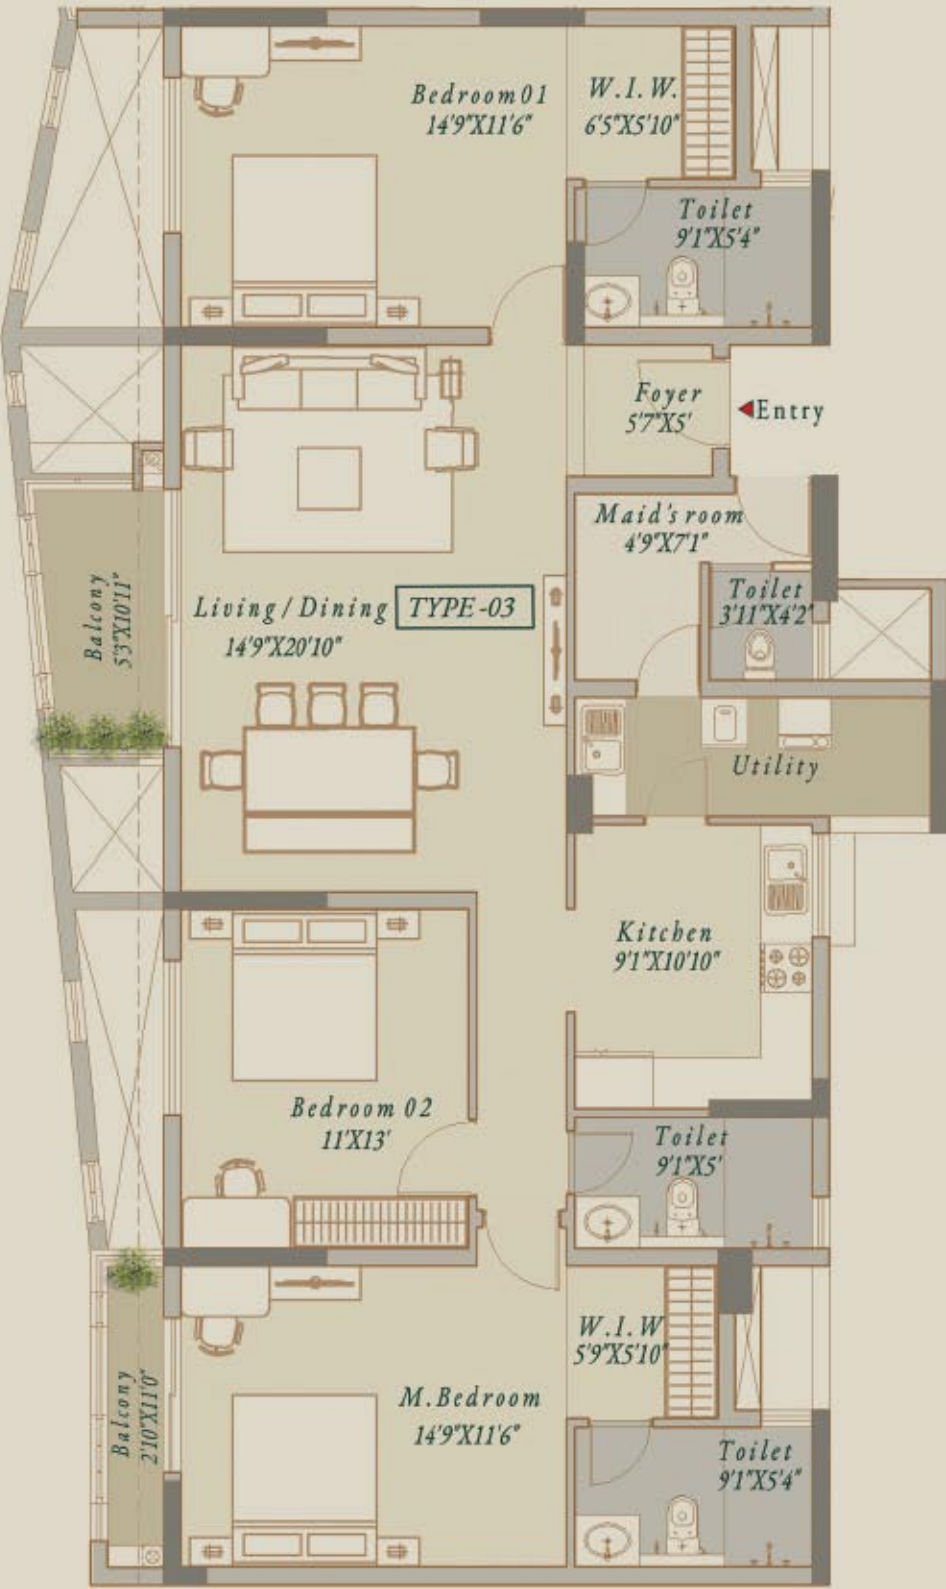 Bedroom 01
14'9"X11'6"
W.I.W.
6'5"X5'10"
Toilet
9'1"X5'4"
Foyer
5'7"X5'
Entry
Maid's room
4'9"X7'1"
Toilet
3'11"X4'2"
Balcony
5'3"X10'11"
Living / Dining
14'9"X20'10"
TYPE-03
Utility
Kitchen
9'1"X10'10"
Bedroom 02
11'X13'
Toilet
9'1"X5'
W.I.W
5'9"X5'10"
M.Bedroom
14'9"X11'6"
Balcony
2'10"X11'0"
Toilet
9'1"X5'4"